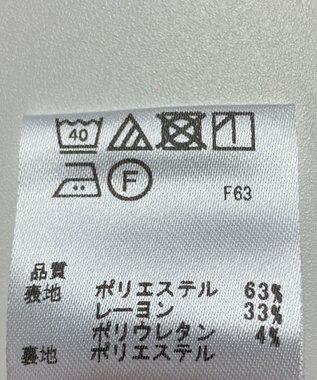 40
F
F63
品質
表地 ポリエステル 63%
レーヨン 33%
ポリウレタン 4%
裏地 ポリエステル